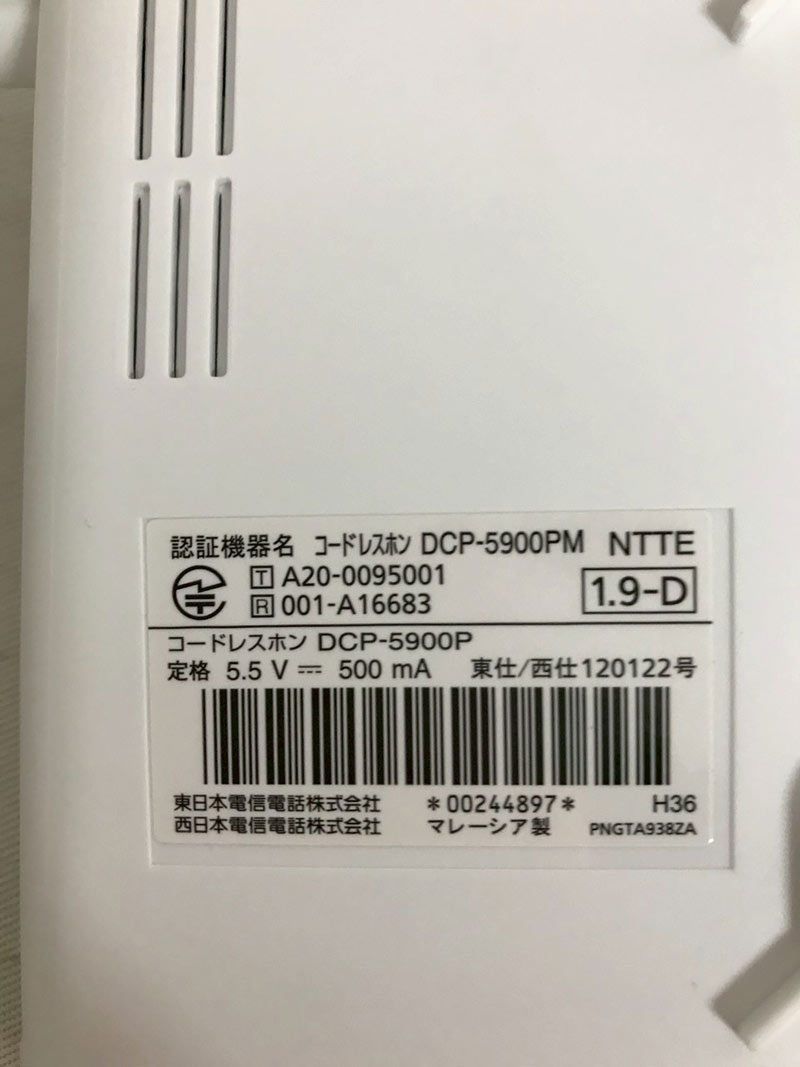 認証機器名 コードレスホン DCP-5900PM NTTE
T A20-0095001
R 001-A16683
1.9-D
コードレスホン DCP-5900P
定格 5.5 V ⎓ 500 mA 東仕/西仕120122号
東日本電信電話株式会社 *00244897* H36
西日本電信電話株式会社 マレーシア製 PNGTA938ZA